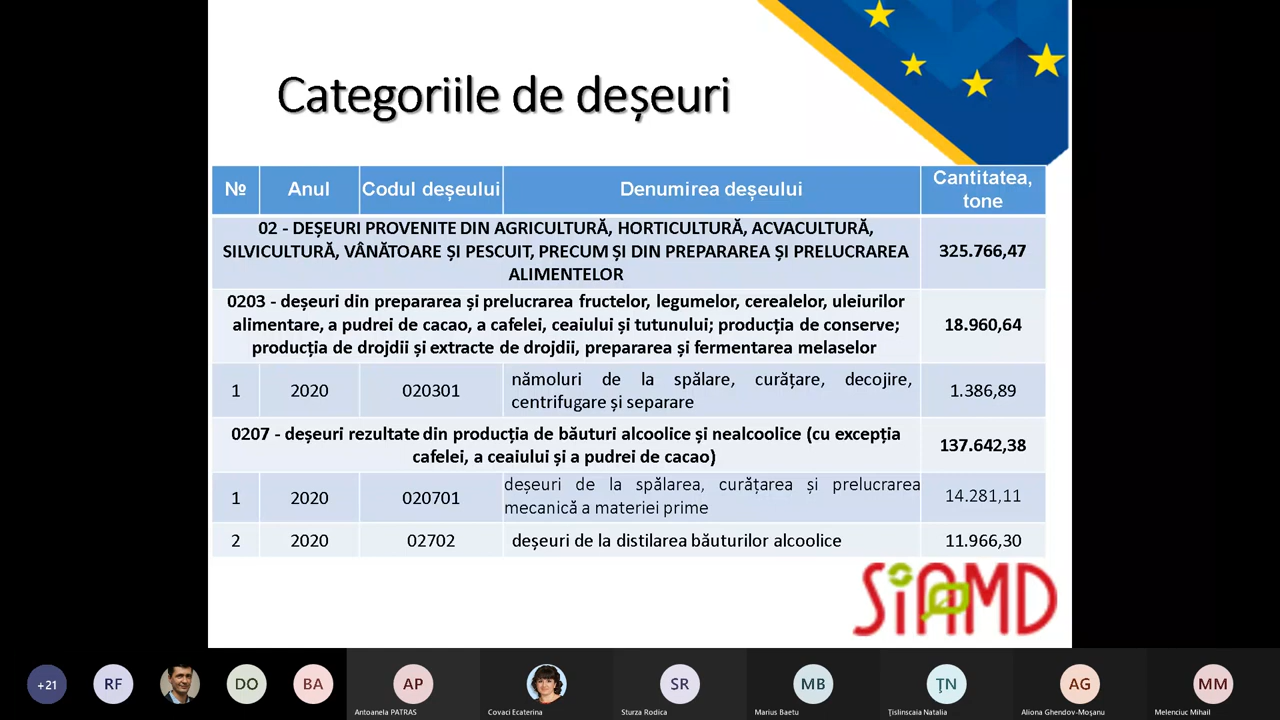 Categoriile de deșeuri
№ Anul Codul deșeului Denumirea deșeului Cantitatea,
tone
02 - DEȘEURI PROVENITE DIN AGRICULTURĂ, HORTICULTURĂ, ACVACULTURĂ,
SILVICULTURĂ, VÂNĂTOARE ȘI PESCUIT, PRECUM ȘI DIN PREPARAREA ȘI PRELUCRAREA
ALIMENTELOR
325.766,47
0203 - deșeuri din prepararea și prelucrarea fructelor, legumelor, cerealelor, uleiurilor
alimentare, a pudrei de cacao, a cafelei, ceaiului și tutunului; producția de conserve;
producția de drojdii și extracte de drojdii, prepararea și fermentarea melaselor
18.960,64
1 2020 020301 nămoluri de la spălare, curățare, decojire,
centrifugare și separare
1.386,89
0207 - deșeuri rezultate din producția de băuturi alcoolice și nealcoolice (cu excepția
cafelei, a ceaiului și a pudrei de cacao)
137.642,38
1 2020 020701 deșeuri de la spălarea, curățarea și prelucrarea
mecanică a materiei prime
14.281,11
2 2020 02702 deșeuri de la distilarea băuturilor alcoolice 11.966,30
SiAMD
+21 RF DO BA AP SR MB ŢN AG MM
Antoanela PATRAS Covaci Ecaterina Sturza Rodica Marius Baetu Ţislinscaia Natalia Aliona Ghendov-Moşanu Melenciuc Mihail